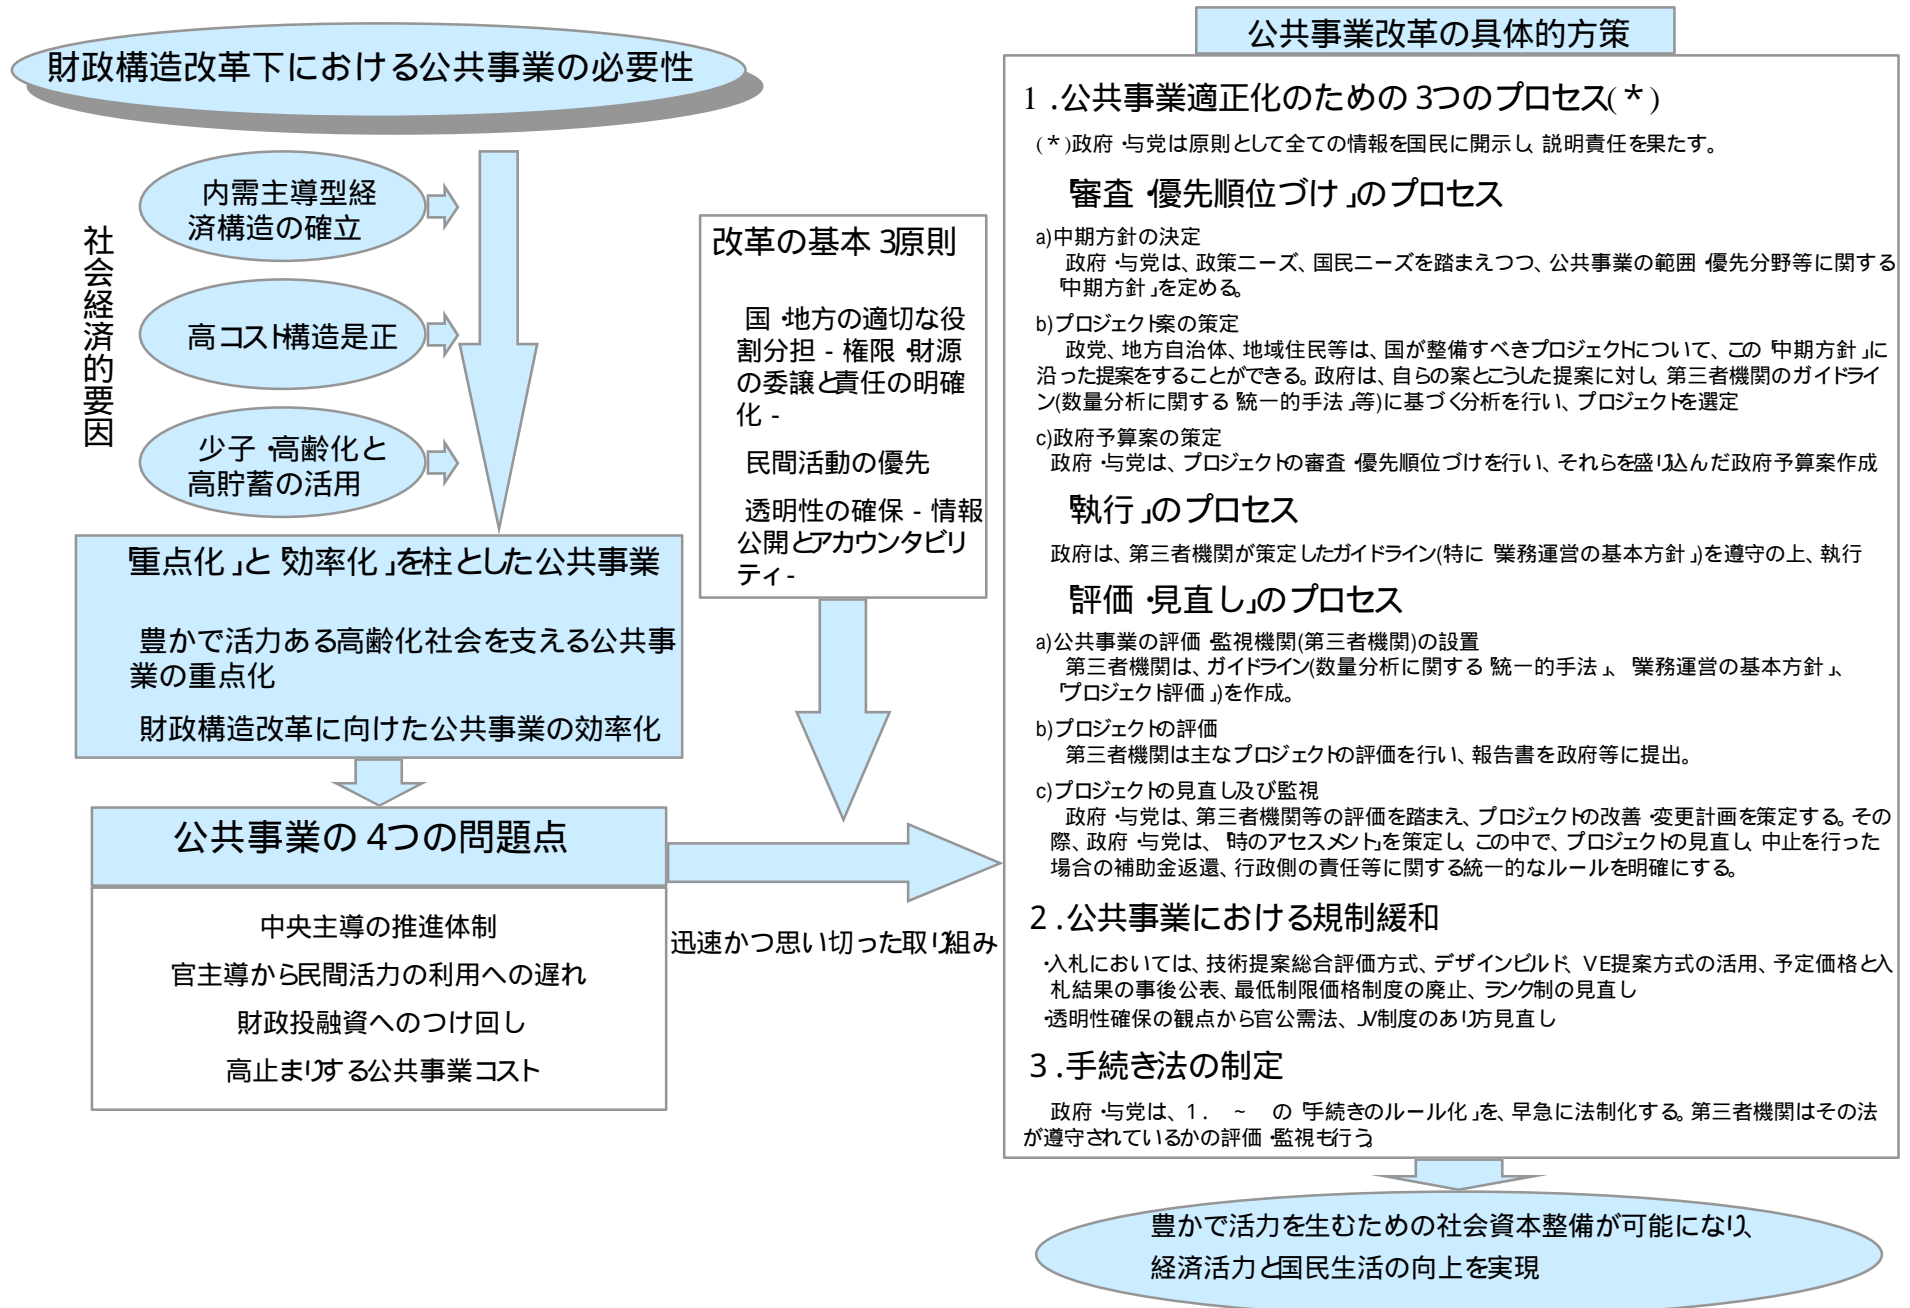 財政構造改革下における公共事業の必要性
社会経済的要因
内需主導型経
済構造の確立
高コスト構造是正
少子・高齢化と
高貯蓄の活用
「重点化」と「効率化」を柱とした公共事業
豊かで活力ある高齢化社会を支える公共事
業の重点化
財政構造改革に向けた公共事業の効率化
公共事業の4つの問題点
中央主導の推進体制
官主導から民間活力の利用への遅れ
財政投融資へのつけ回し
高止まりする公共事業コスト
改革の基本3原則
国・地方の適切な役
割分担 - 権限・財源
の委譲と責任の明確
化 -
民間活動の優先
透明性の確保 - 情報
公開とアカウンタビリ
ティ -
迅速かつ思い切った取り組み
公共事業改革の具体的方策
1.公共事業適正化のための3つのプロセス(*)
(*)政府・与党は原則として全ての情報を国民に開示し、説明責任を果たす。
「審査・優先順位づけ」のプロセス
a)中期方針の決定
政府・与党は、政策ニーズ、国民ニーズを踏まえつつ、公共事業の範囲・優先分野等に関する
「中期方針」を定める。
b)プロジェクト案の策定
政党、地方自治体、地域住民等は、国が整備すべきプロジェクトについて、この「中期方針」に
沿った提案をすることができる。政府は、自らの案とこうした提案に対し、第三者機関のガイドライ
ン(数量分析に関する「統一的手法」等)に基づく分析を行い、プロジェクトを選定
c)政府予算案の策定
政府・与党は、プロジェクトの審査・優先順位づけを行い、それらを盛り込んだ政府予算案作成
「執行」のプロセス
政府は、第三者機関が策定したガイドライン(特に「業務運営の基本方針」)を遵守の上、執行
「評価・見直し」のプロセス
a)公共事業の評価・監視機関(第三者機関)の設置
第三者機関は、ガイドライン(数量分析に関する「統一的手法」、「業務運営の基本方針」、
「プロジェクト評価」)を作成。
b)プロジェクトの評価
第三者機関は主なプロジェクトの評価を行い、報告書を政府等に提出。
c)プロジェクトの見直し及び監視
政府・与党は、第三者機関等の評価を踏まえ、プロジェクトの改善・変更計画を策定する。その
際、政府・与党は、「時のアセスメント」を策定し、この中で、プロジェクトの見直し、中止を行った
場合の補助金返還、行政側の責任等に関する統一的なルールを明確にする。
2.公共事業における規制緩和
・入札においては、技術提案総合評価方式、デザインビルド、VE提案方式の活用、予定価格と入
札結果の事後公表、最低制限価格制度の廃止、ランク制の見直し
・透明性確保の観点から官公需法、JV制度のあり方見直し
3.手続き法の制定
政府・与党は、1. ~ の「手続きのルール化」を、早急に法制化する。第三者機関はその法
が遵守されているかの評価・監視も行う。
豊かで活力を生むための社会資本整備が可能になり、
経済活力と国民生活の向上を実現